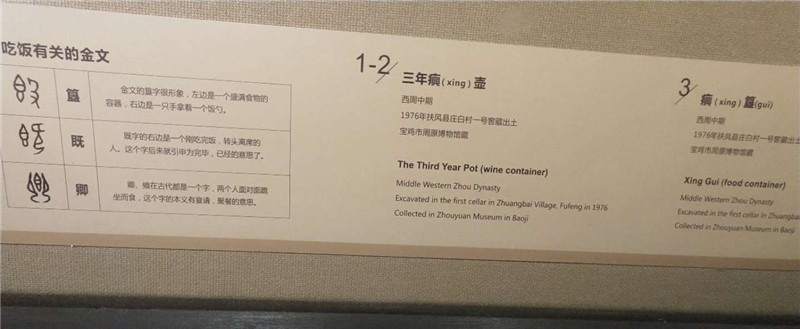 吃饭有关的金文
簋
金文的簋字很形象，左边是一个盛满食物的
容器，右边是一只手拿着一个饭勺。
既
既字的右边是一个刚吃完饭，转头离席的
人。这个字后来就引申为完毕，已经的意思了。
卿
卿、飨在古代都是一个字，两个人面对面跪
坐而食，这个字的本义有宴请，聚餐的意思。
1-2 三年𤼈(xing)壶
西周中期
1976年扶风县庄白村一号窖藏出土
宝鸡市周原博物馆藏
The Third Year Pot (wine container)
Middle Western Zhou Dynasty
Excavated in the first cellar in Zhuangbai Village, Fufeng in 1976
Collected in Zhouyuan Museum in Baoji
3 𤼈(xing)簋(gui)
西周中期
1976年扶风县庄白村一号窖藏出
宝鸡市周原博物馆藏
Xing Gui (food container)
Middle Western Zhou Dynasty
Excavated in the first cellar in Zhuangba
Collected in Zhouyuan Museum in Baoji